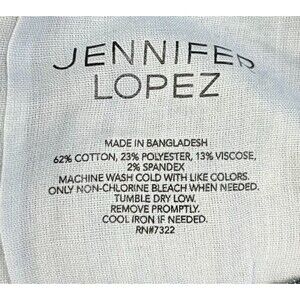 JENNIFER
LOPEZ
MADE IN BANGLADESH
62% COTTON, 23% POLYESTER, 13% VISCOSE,
2% SPANDEX
MACHINE WASH COLD WITH LIKE COLORS.
ONLY NON-CHLORINE BLEACH WHEN NEEDED.
TUMBLE DRY LOW.
REMOVE PROMPTLY.
COOL IRON IF NEEDED.
RN#7322